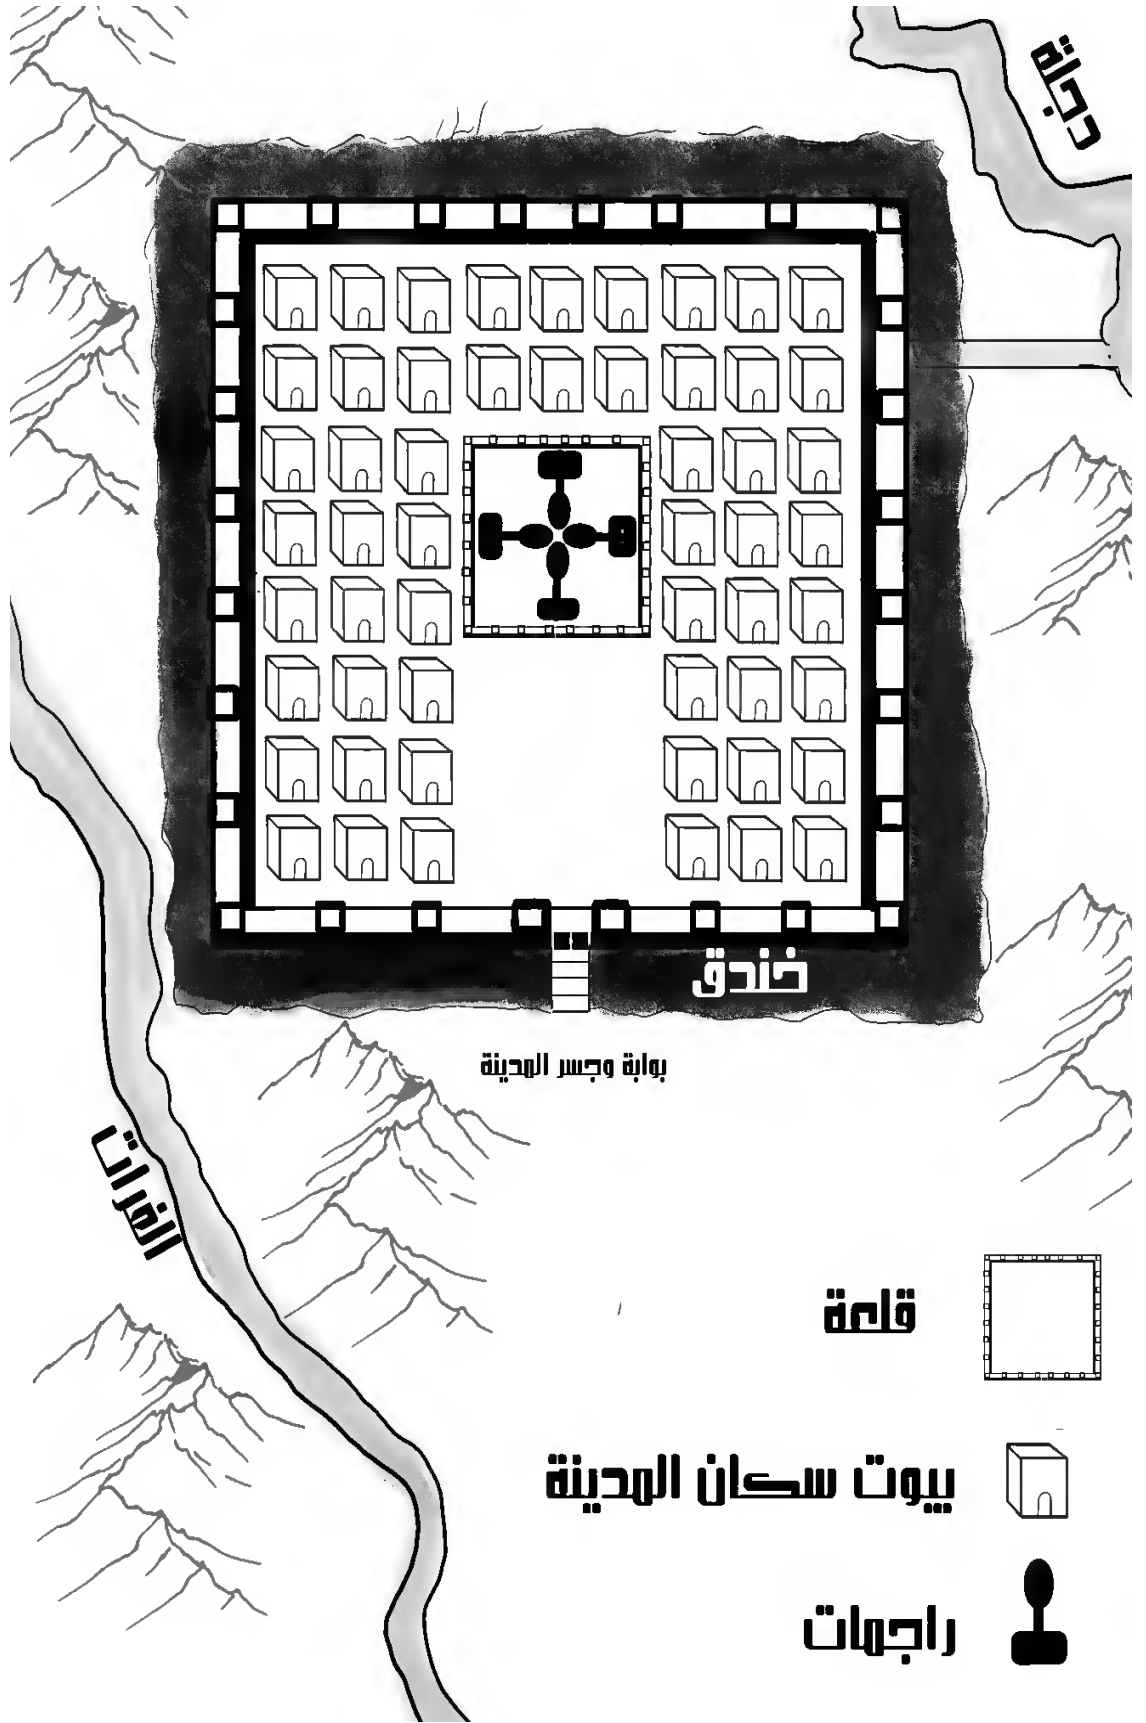 دجلة
خندق
بوابة وجسر المدينة
الفرات
قلعة
بيوت سكان المدينة
راجمات